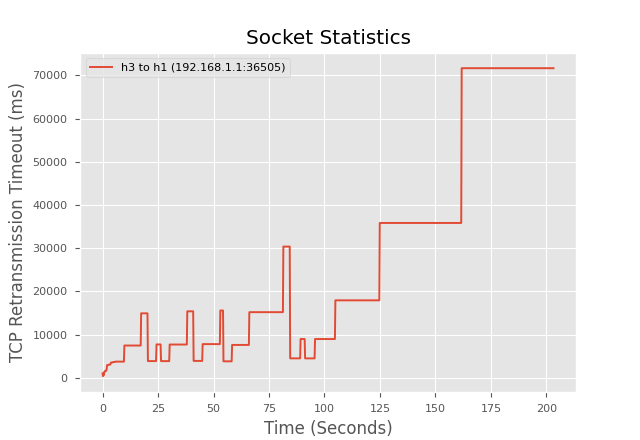 Socket Statistics
h3 to h1 (192.168.1.1:36505)
TCP Retransmission Timeout (ms)
70000
60000
50000
40000
30000
20000
10000
0
0 25 50 75 100 125 150 175 200
Time (Seconds)